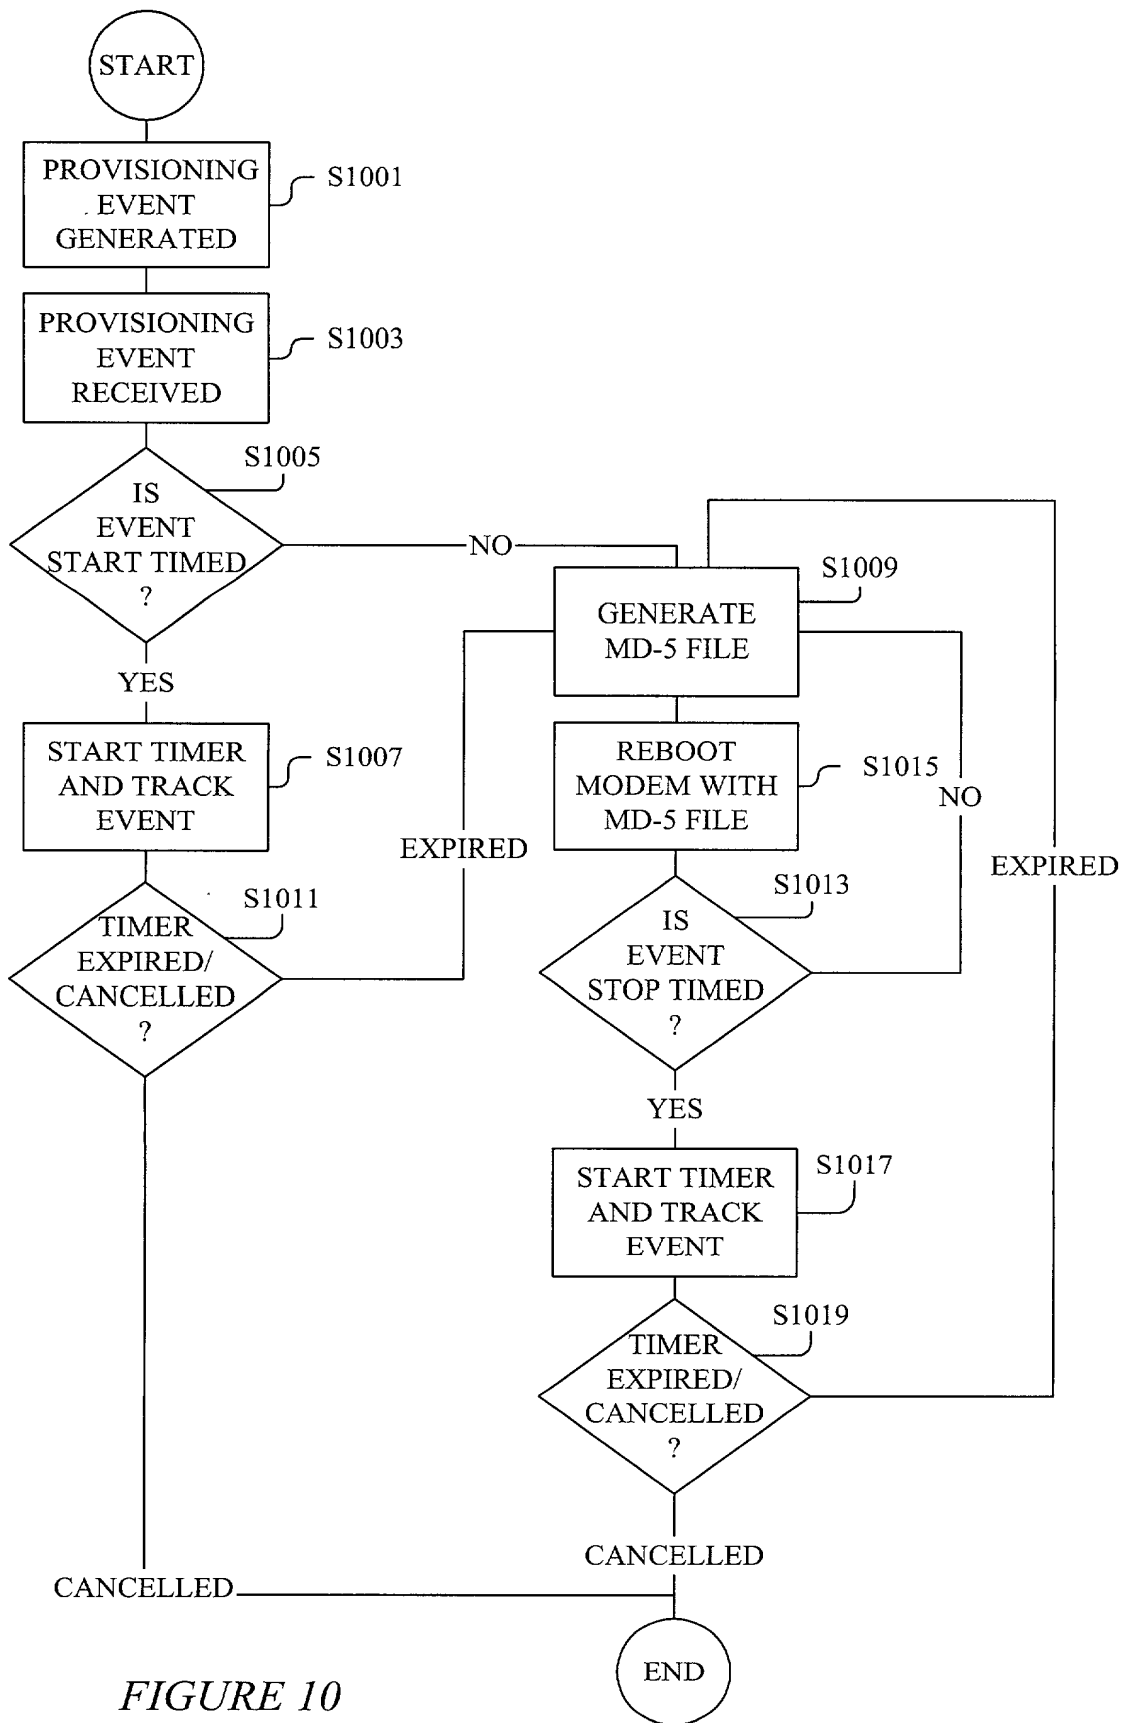 START
PROVISIONING
EVENT
GENERATED
S1001
PROVISIONING
EVENT
RECEIVED
S1003
S1005
IS
EVENT
START TIMED
?
NO
YES
S1009
GENERATE
MD-5 FILE
START TIMER
AND TRACK
EVENT
S1007
REBOOT
MODEM WITH
MD-5 FILE
S1015
NO
EXPIRED
EXPIRED
S1011
TIMER
EXPIRED/
CANCELLED
?
S1013
IS
EVENT
STOP TIMED
?
YES
START TIMER
AND TRACK
EVENT
S1017
S1019
TIMER
EXPIRED/
CANCELLED
?
CANCELLED
CANCELLED
END
FIGURE 10